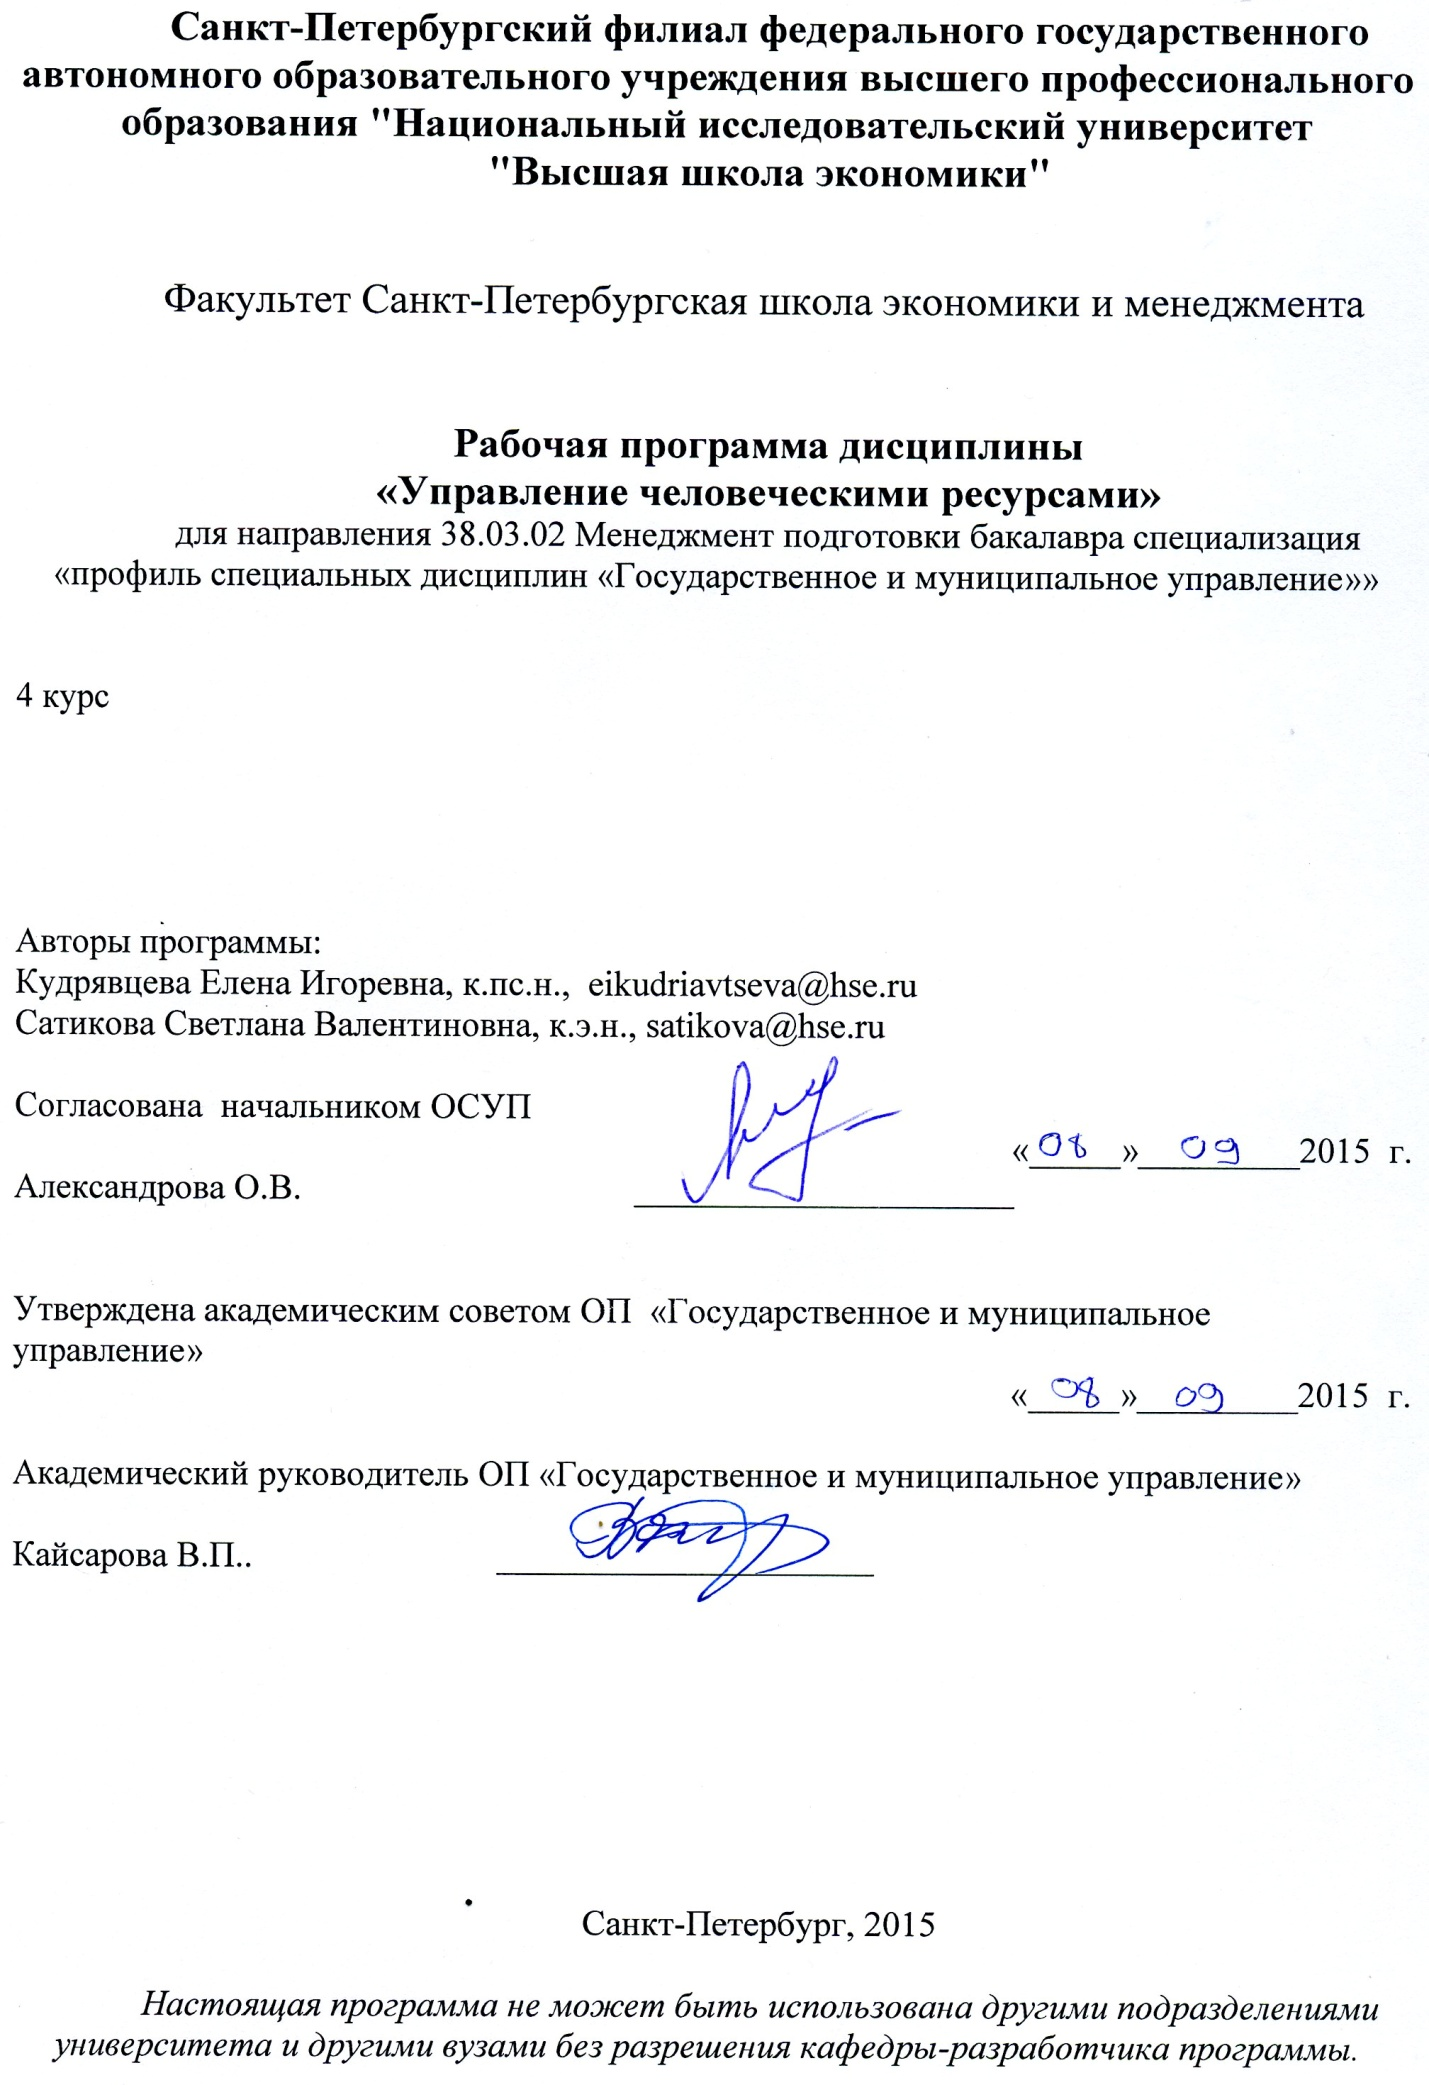 Санкт-Петербургский филиал федерального государственного
автономного образовательного учреждения высшего профессионального
образования "Национальный исследовательский университет
"Высшая школа экономики"
Факультет Санкт-Петербургская школа экономики и менеджмента
Рабочая программа дисциплины
«Управление человеческими ресурсами»
для направления 38.03.02 Менеджмент подготовки бакалавра специализация
«профиль специальных дисциплин «Государственное и муниципальное управление»»
4 курс
Авторы программы:
Кудрявцева Елена Игоревна, к.пс.н., eikudriavtseva@hse.ru
Сатикова Светлана Валентиновна, к.э.н., satikova@hse.ru
Согласована начальником ОСУП
«08» 09 2015 г.
Александрова О.В.
Утверждена академическим советом ОП «Государственное и муниципальное
управление»
«08» 09 2015 г.
Академический руководитель ОП «Государственное и муниципальное управление»
Кайсарова В.П..
Санкт-Петербург, 2015
Настоящая программа не может быть использована другими подразделениями
университета и другими вузами без разрешения кафедры-разработчика программы.